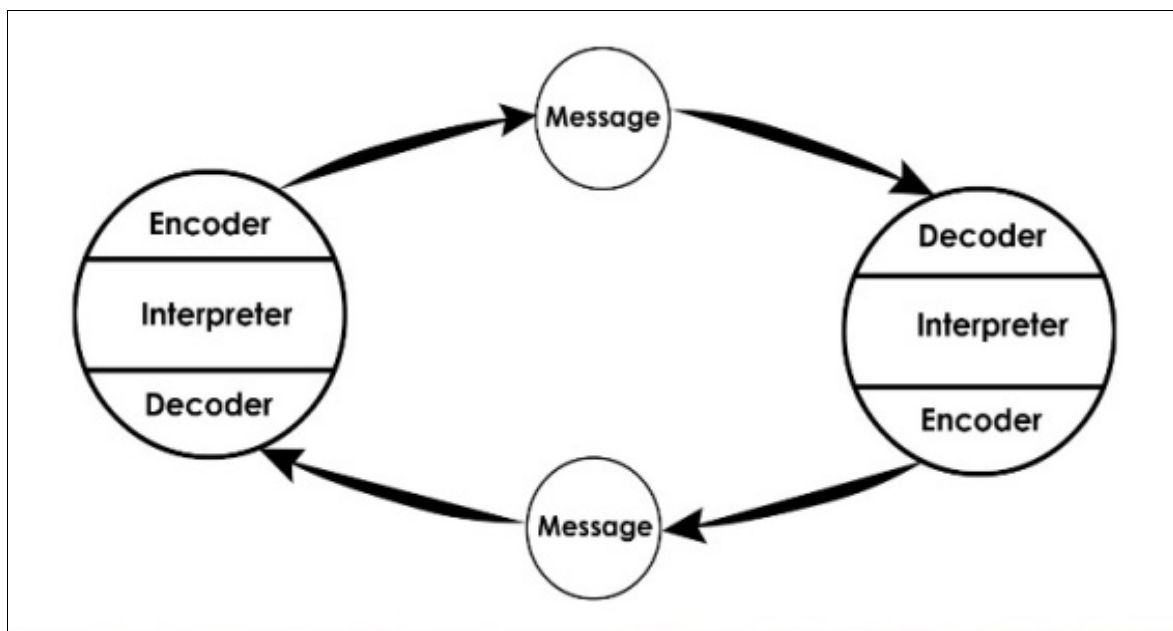 Message
Encoder
Interpreter
Decoder
Decoder
Interpreter
Encoder
Message